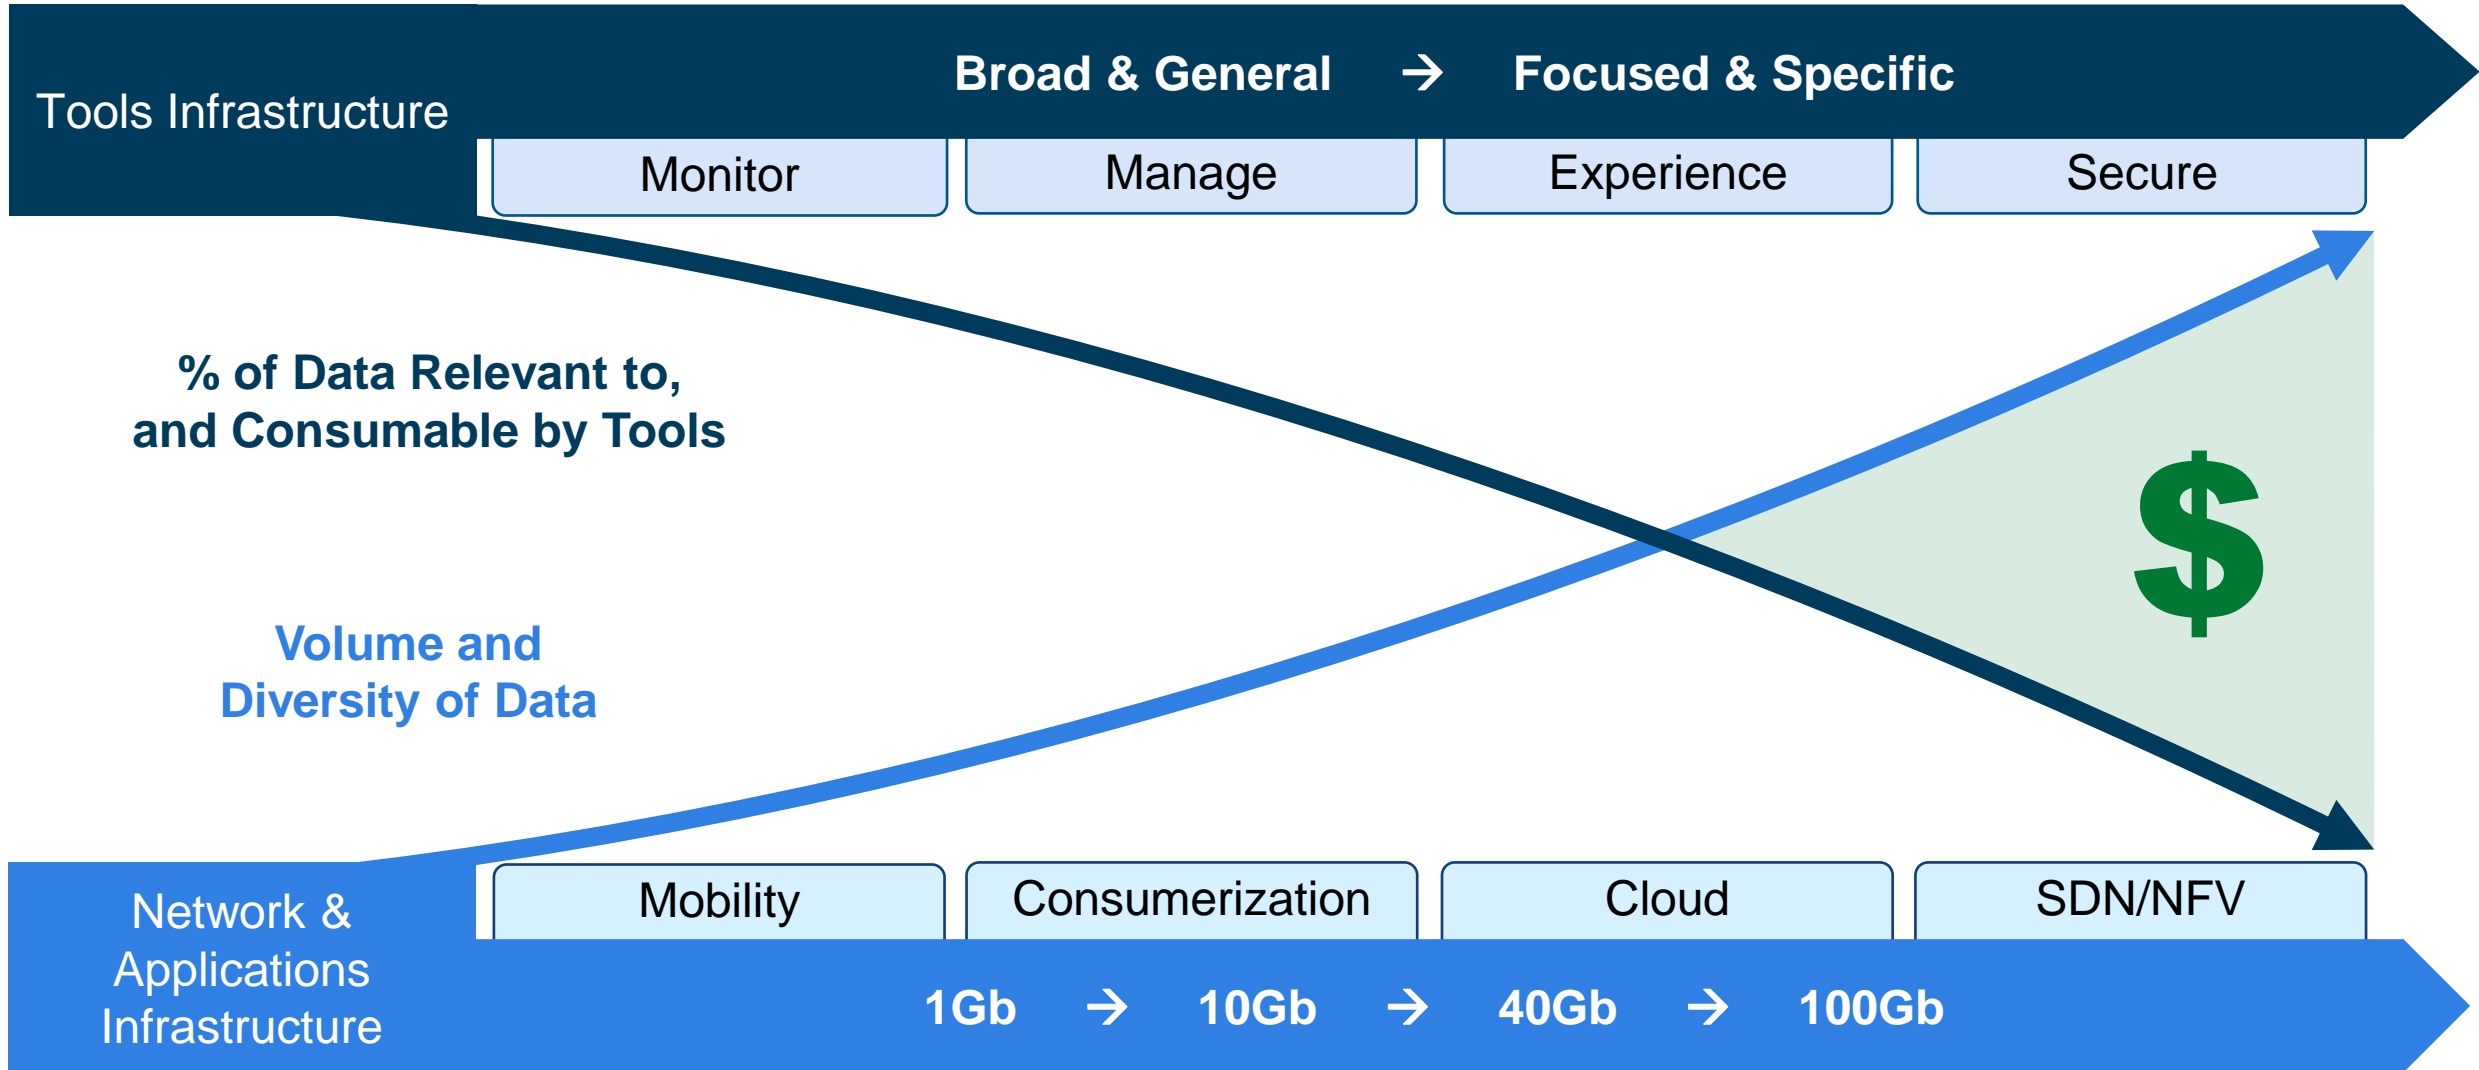 Broad & General → Focused & Specific
Tools Infrastructure
Monitor
Manage
Experience
Secure
% of Data Relevant to,
and Consumable by Tools
$
Volume and
Diversity of Data
Mobility
Consumerization
Cloud
SDN/NFV
Network &
Applications
Infrastructure
1Gb → 10Gb → 40Gb → 100Gb